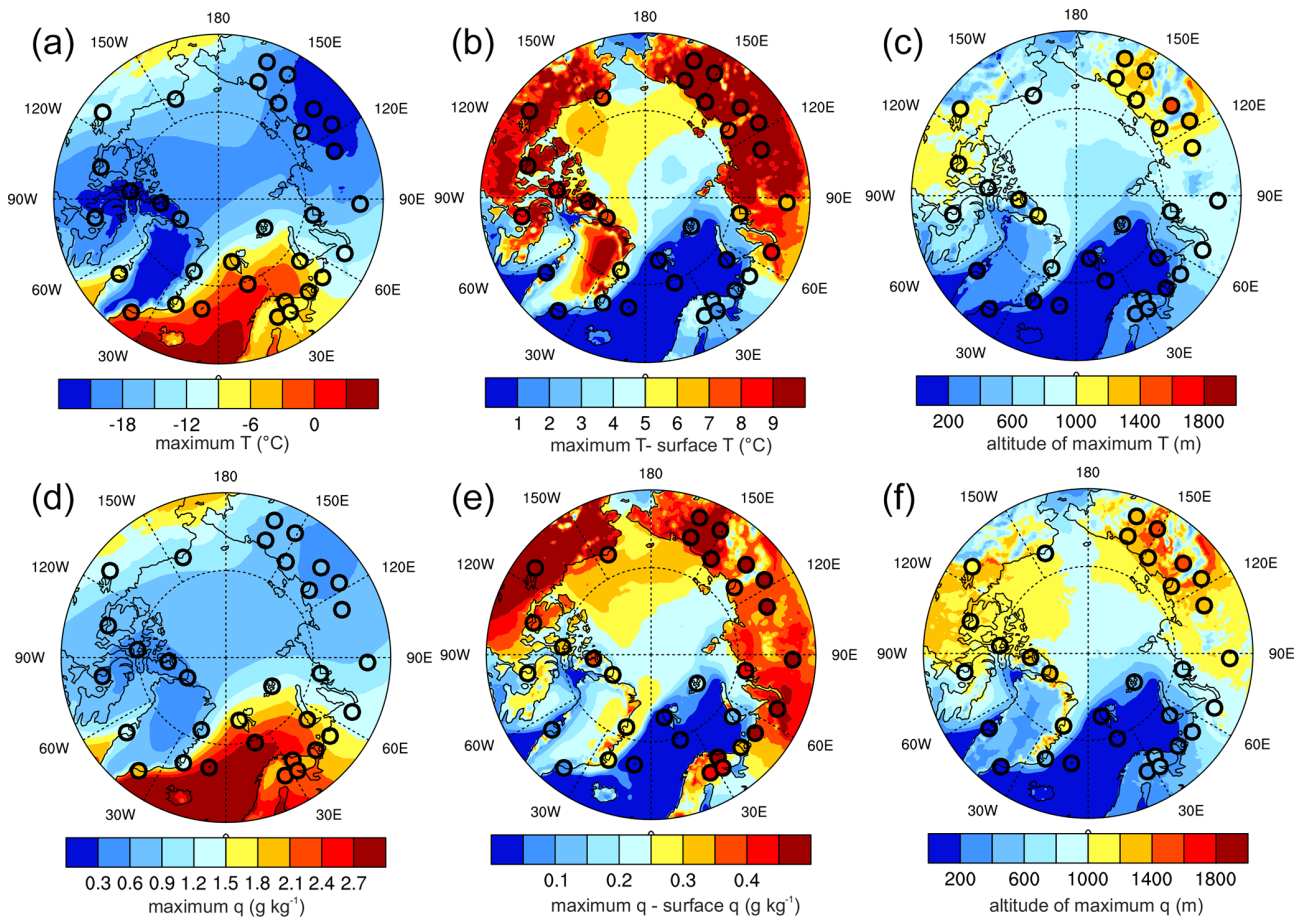 (a)
180
150W
150E
120W
120E
90W
90E
60W
60E
30W
30E
-18 -12 -6 0
maximum T (°C)
(b)
180
150W
150E
120W
120E
90W
90E
60W
60E
30W
30E
1 2 3 4 5 6 7 8 9
maximum T- surface T (°C)
(c)
180
150W
150E
120W
120E
90W
90E
60W
60E
30W
30E
200 600 1000 1400 1800
altitude of maximum T (m)
(d)
180
150W
150E
120W
120E
90W
90E
60W
60E
30W
30E
0.3 0.6 0.9 1.2 1.5 1.8 2.1 2.4 2.7
maximum q (g kg⁻¹)
(e)
180
150W
150E
120W
120E
90W
90E
60W
60E
30W
30E
0.1 0.2 0.3 0.4
maximum q - surface q (g kg⁻¹)
(f)
180
150W
150E
120W
120E
90W
90E
60W
60E
30W
30E
200 600 1000 1400 1800
altitude of maximum q (m)